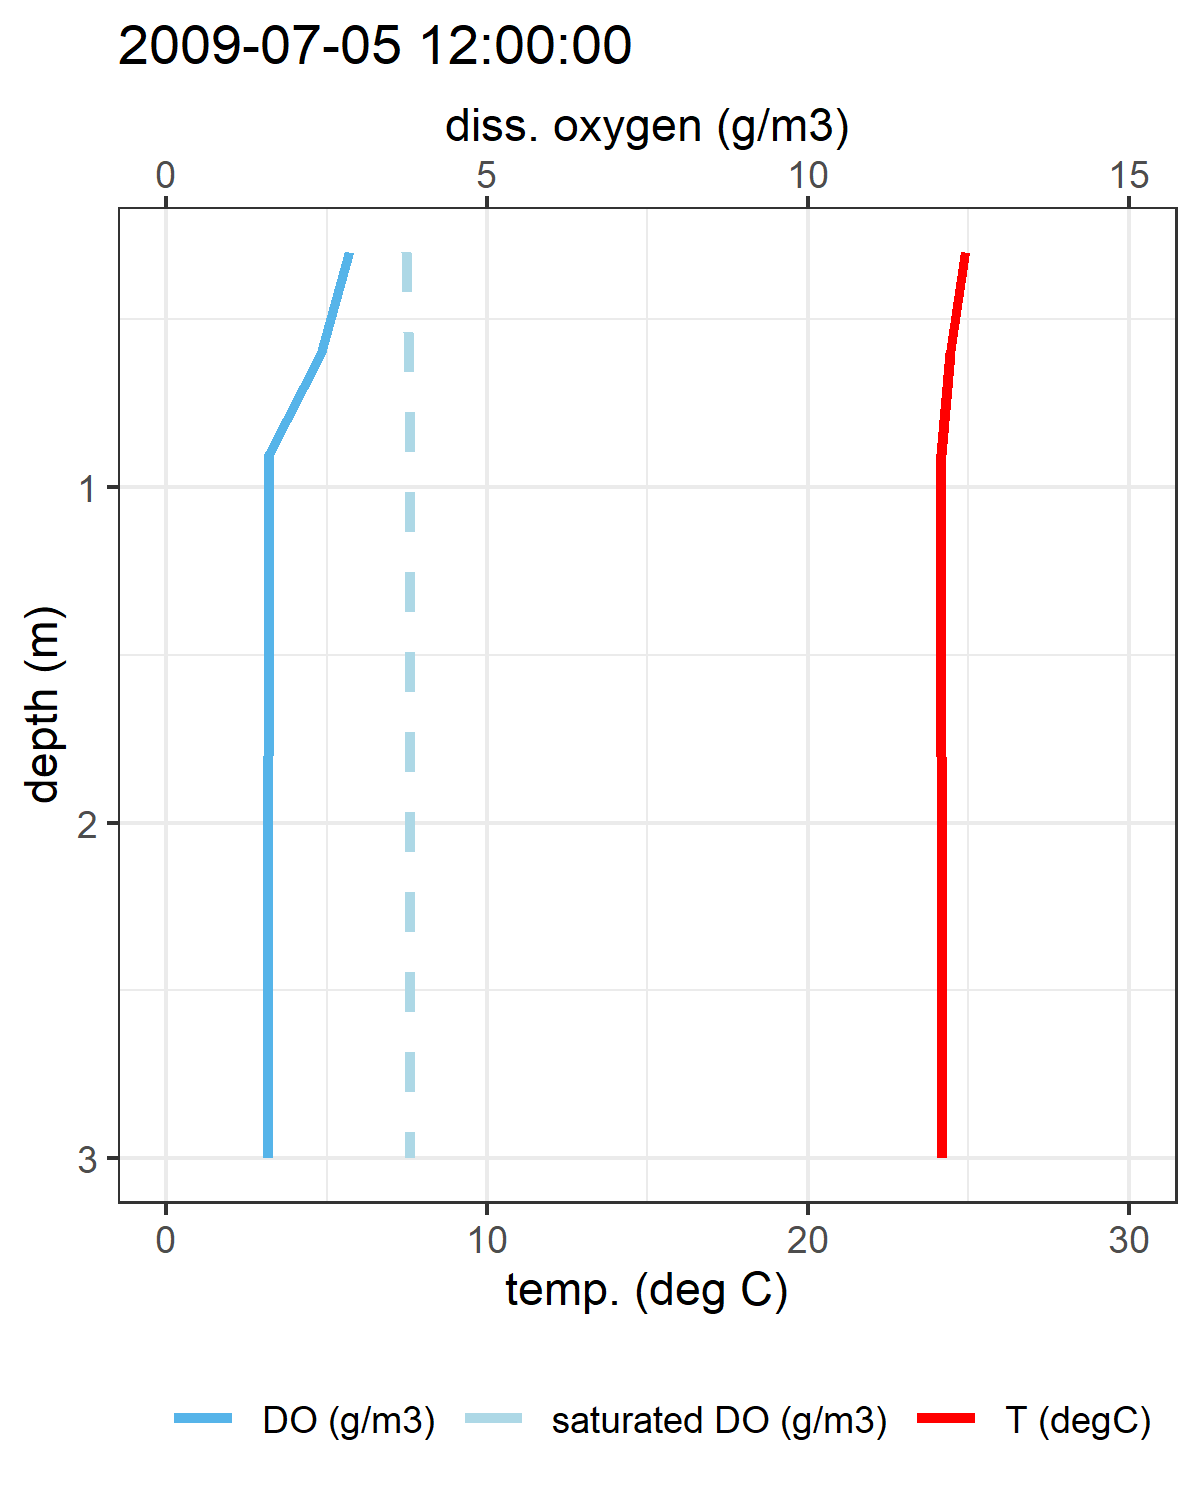 2009-07-05 12:00:00
diss. oxygen (g/m3)
0 5 10 15
depth (m)
1
2
3
0 10 20 30
temp. (deg C)
DO (g/m3) saturated DO (g/m3) T (degC)